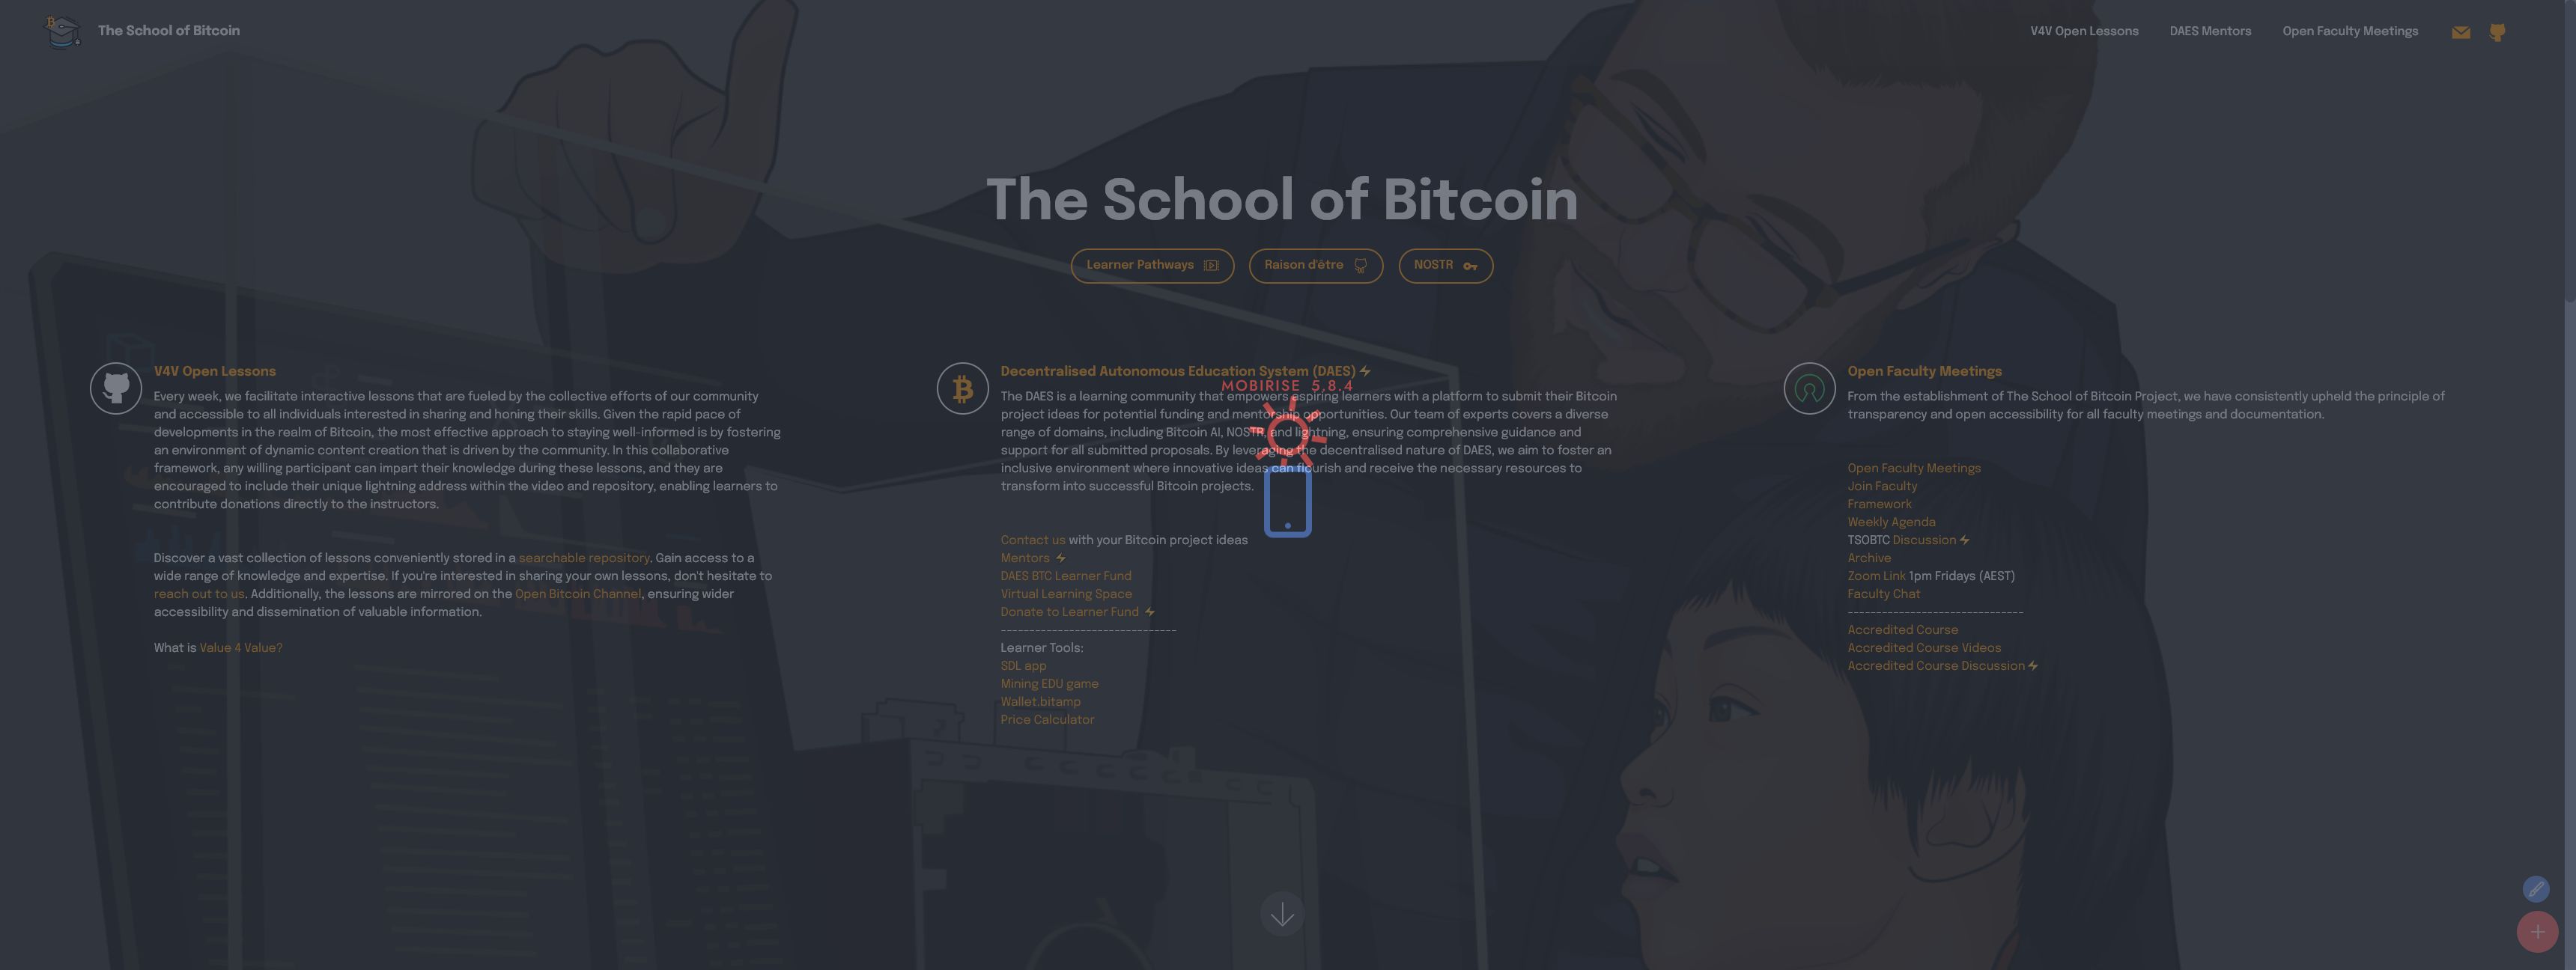 The School of Bitcoin
V4V Open Lessons
DAES Mentors
Open Faculty Meetings
The School of Bitcoin
Learner Pathways
Raison d'être
NOSTR
V4V Open Lessons
Every week, we facilitate interactive lessons that are fueled by the collective efforts of our community
and accessible to all individuals interested in sharing and honing their skills. Given the rapid pace of
developments in the realm of Bitcoin, the most effective approach to staying well-informed is by fostering
an environment of dynamic content creation that is driven by the community. In this collaborative
framework, any willing participant can impart their knowledge during these lessons, and they are
encouraged to include their unique lightning address within the video and repository, enabling learners to
contribute donations directly to the instructors.
Discover a vast collection of lessons conveniently stored in a searchable repository. Gain access to a
wide range of knowledge and expertise. If you're interested in sharing your own lessons, don't hesitate to
reach out to us. Additionally, the lessons are mirrored on the Open Bitcoin Channel, ensuring wider
accessibility and dissemination of valuable information.
What is Value 4 Value?
Decentralised Autonomous Education System (DAES)
MOBIRISE 5.8.4
The DAES is a learning community that empowers aspiring learners with a platform to submit their Bitcoin
project ideas for potential funding and mentorship opportunities. Our team of experts covers a diverse
range of domains, including Bitcoin AI, NOSTR, and lightning, ensuring comprehensive guidance and
support for all submitted proposals. By leveraging the decentralised nature of DAES, we aim to foster an
inclusive environment where innovative ideas can flourish and receive the necessary resources to
transform into successful Bitcoin projects.
Contact us with your Bitcoin project ideas
Mentors
DAES BTC Learner Fund
Virtual Learning Space
Donate to Learner Fund
------------------------------
Learner Tools:
SDL app
Mining EDU game
Wallet.bitamp
Price Calculator
Open Faculty Meetings
From the establishment of The School of Bitcoin Project, we have consistently upheld the principle of
transparency and open accessibility for all faculty meetings and documentation.
Open Faculty Meetings
Join Faculty
Framework
Weekly Agenda
TSOBTC Discussion
Archive
Zoom Link 1pm Fridays (AEST)
Faculty Chat
------------------------------
Accredited Course
Accredited Course Videos
Accredited Course Discussion